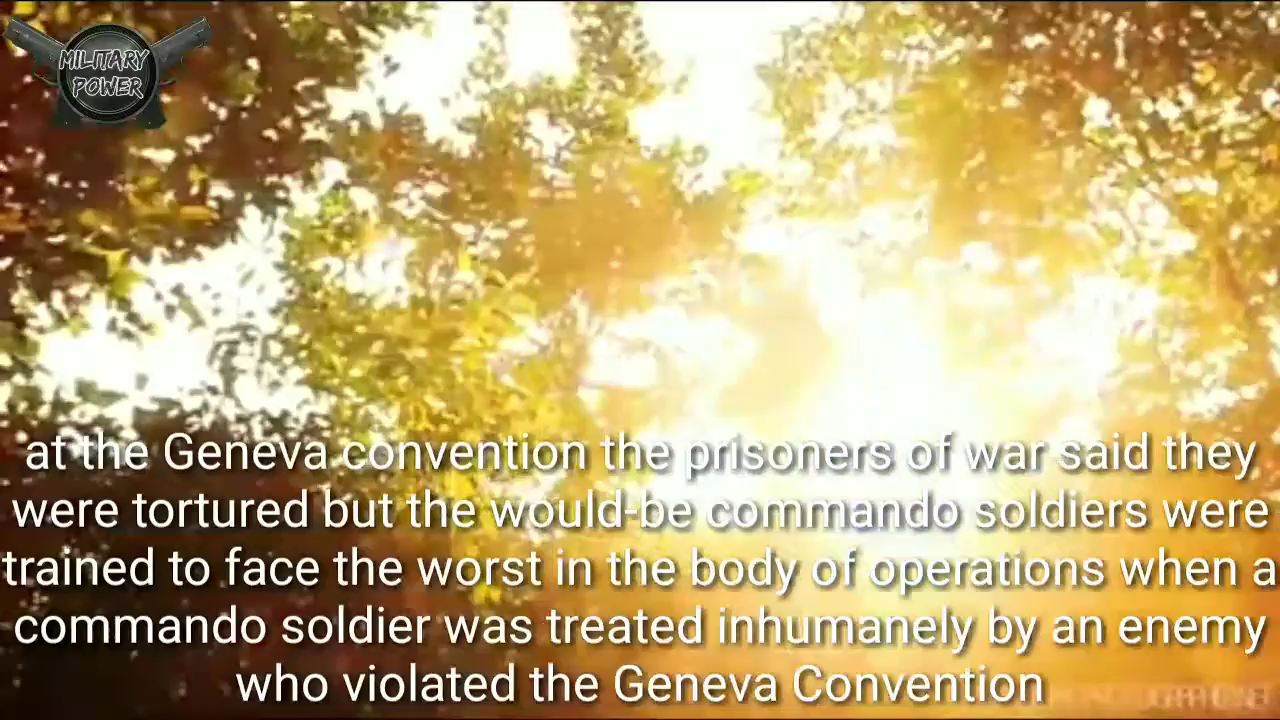 MILITARY
POWER
at the Geneva convention the prisoners of war said they
were tortured but the would-be commando soldiers were
trained to face the worst in the body of operations when a
commando soldier was treated inhumanely by an enemy
who violated the Geneva Convention